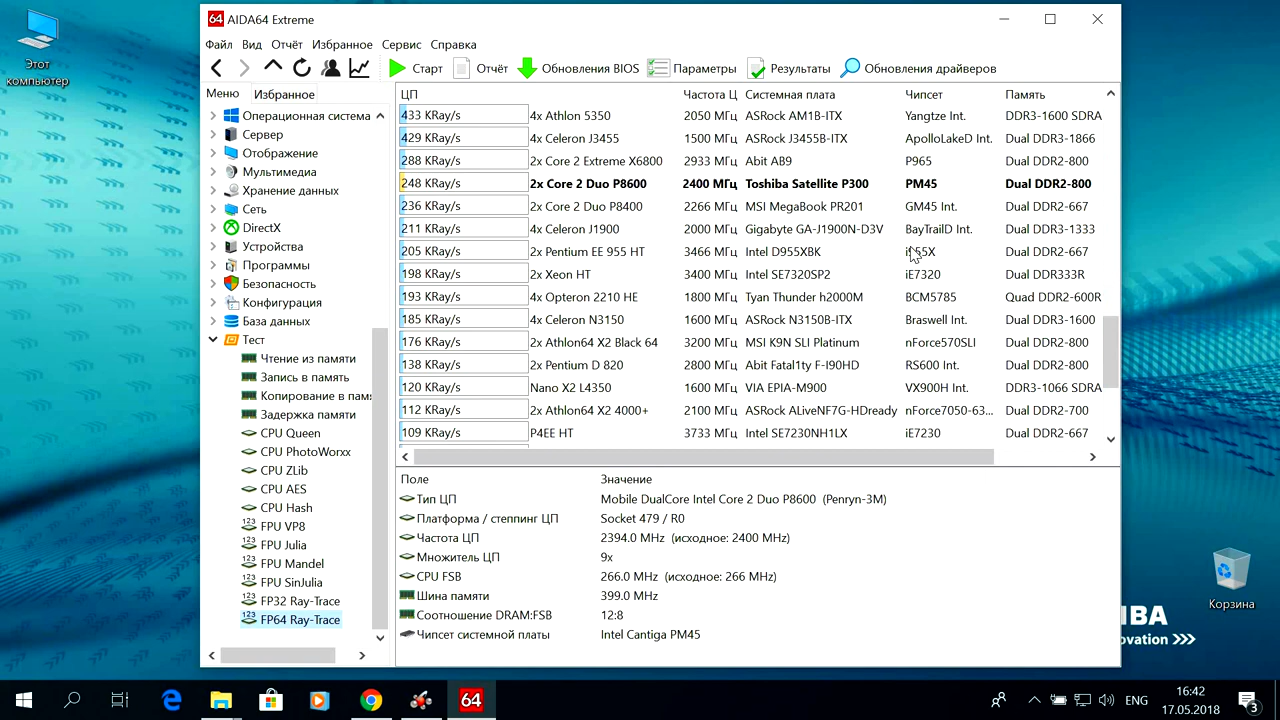 Этот
компьютер
64 AIDA64 Extreme
Файл Вид Отчёт Избранное Сервис Справка
Старт Отчёт Обновления BIOS Параметры Результаты Обновления драйверов
Меню Избранное
Операционная система
Сервер
Отображение
Мультимедиа
Хранение данных
Сеть
DirectX
Устройства
Программы
Безопасность
Конфигурация
База данных
Тест
Чтение из памяти
Запись в память
Копирование в пам
Задержка памяти
CPU Queen
CPU PhotoWorxx
CPU ZLib
CPU AES
CPU Hash
123 FPU VP8
123 FPU Julia
123 FPU Mandel
123 FPU SinJulia
123 FP32 Ray-Trace
123 FP64 Ray-Trace
ЦП Частота Ц Системная плата Чипсет Память
433 KRay/s 4x Athlon 5350 2050 МГц ASRock AM1B-ITX Yangtze Int. DDR3-1600 SDRA
429 KRay/s 4x Celeron J3455 1500 МГц ASRock J3455B-ITX ApolloLakeD Int. Dual DDR3-1866
288 KRay/s 2x Core 2 Extreme X6800 2933 МГц Abit AB9 P965 Dual DDR2-800
248 KRay/s 2x Core 2 Duo P8600 2400 МГц Toshiba Satellite P300 PM45 Dual DDR2-800
236 KRay/s 2x Core 2 Duo P8400 2266 МГц MSI MegaBook PR201 GM45 Int. Dual DDR2-667
211 KRay/s 4x Celeron J1900 2000 МГц Gigabyte GA-J1900N-D3V BayTrailD Int. Dual DDR3-1333
205 KRay/s 2x Pentium EE 955 HT 3466 МГц Intel D955XBK Dual DDR2-667
198 KRay/s 2x Xeon HT 3400 МГц Intel SE7320SP2 iE7320 Dual DDR333R
193 KRay/s 4x Opteron 2210 HE 1800 МГц Tyan Thunder h2000M BCM5785 Quad DDR2-600R
185 KRay/s 4x Celeron N3150 1600 МГц ASRock N3150B-ITX Braswell Int. Dual DDR3-1600
176 KRay/s 2x Athlon64 X2 Black 64 3200 МГц MSI K9N SLI Platinum nForce570SLI Dual DDR2-800
138 KRay/s 2x Pentium D 820 2800 МГц Abit Fatal1ty F-I90HD RS600 Int. Dual DDR2-800
120 KRay/s Nano X2 L4350 1600 МГц VIA EPIA-M900 VX900H Int. DDR3-1066 SDRA
112 KRay/s 2x Athlon64 X2 4000+ 2100 МГц ASRock ALiveNF7G-HDready nForce7050-63... Dual DDR2-700
109 KRay/s P4EE HT 3733 МГц Intel SE7230NH1LX iE7230 Dual DDR2-667
Поле Значение
Тип ЦП Mobile DualCore Intel Core 2 Duo P8600 (Penryn-3M)
Платформа / степпинг ЦП Socket 479 / R0
Частота ЦП 2394.0 MHz (исходное: 2400 MHz)
Множитель ЦП 9x
CPU FSB 266.0 MHz (исходное: 266 MHz)
Шина памяти 399.0 MHz
Соотношение DRAM:FSB 12:8
Чипсет системной платы Intel Cantiga PM45
Корзина
IBA
ovation >>>
64 ENG 16:42
17.05.2018 3